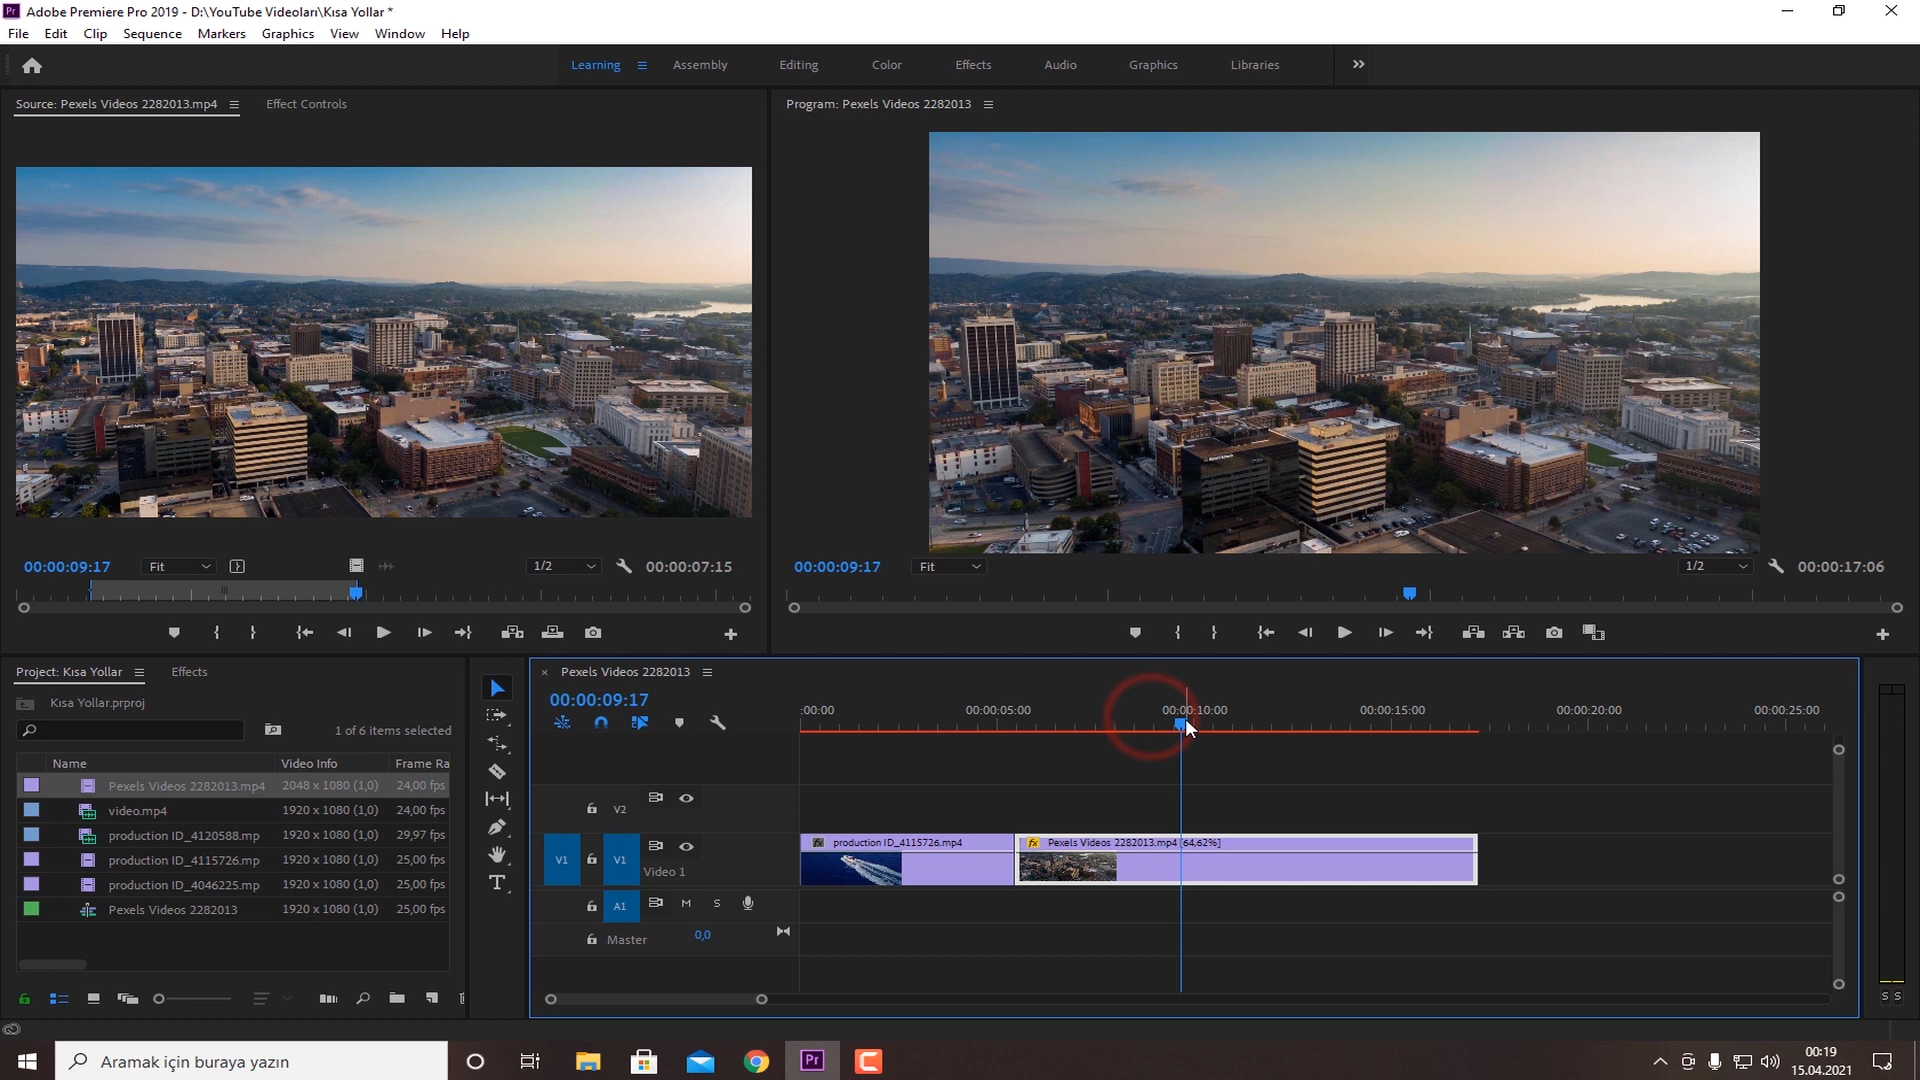 Pr Adobe Premiere Pro 2019 - D:\YouTube Videoları\Kısa Yollar *
File Edit Clip Sequence Markers Graphics View Window Help
Learning Assembly Editing Color Effects Audio Graphics Libraries
Source: Pexels Videos 2282013.mp4 Effect Controls
Program: Pexels Videos 2282013
00:00:09:17 Fit 1/2 00:00:07:15
00:00:09:17 Fit 1/2 00:00:17:06
Project: Kısa Yollar Effects
Kısa Yollar.prproj
1 of 6 items selected
Name Video Info Frame Ra
Pexels Videos 2282013.mp4 2048 x 1080 (1,0) 24,00 fps
video.mp4 1920 x 1080 (1,0) 24,00 fps
production ID_4120588.mp 1920 x 1080 (1,0) 29,97 fps
production ID_4115726.mp 1920 x 1080 (1,0) 25,00 fps
production ID_4046225.mp 1920 x 1080 (1,0) 25,00 fps
Pexels Videos 2282013 1920 x 1080 (1,0) 25,00 fps
Pexels Videos 2282013
00:00:09:17
:00:00 00:00:05:00 00:00:10:00 00:00:15:00 00:00:20:00 00:00:25:00
V2
V1 V1 Video 1
fx production ID_4115726.mp4 fx Pexels Videos 2282013.mp4 [64,62%]
A1 M S
Master 0,0
S S
Aramak için buraya yazın
Pr
00:19
15.04.2021